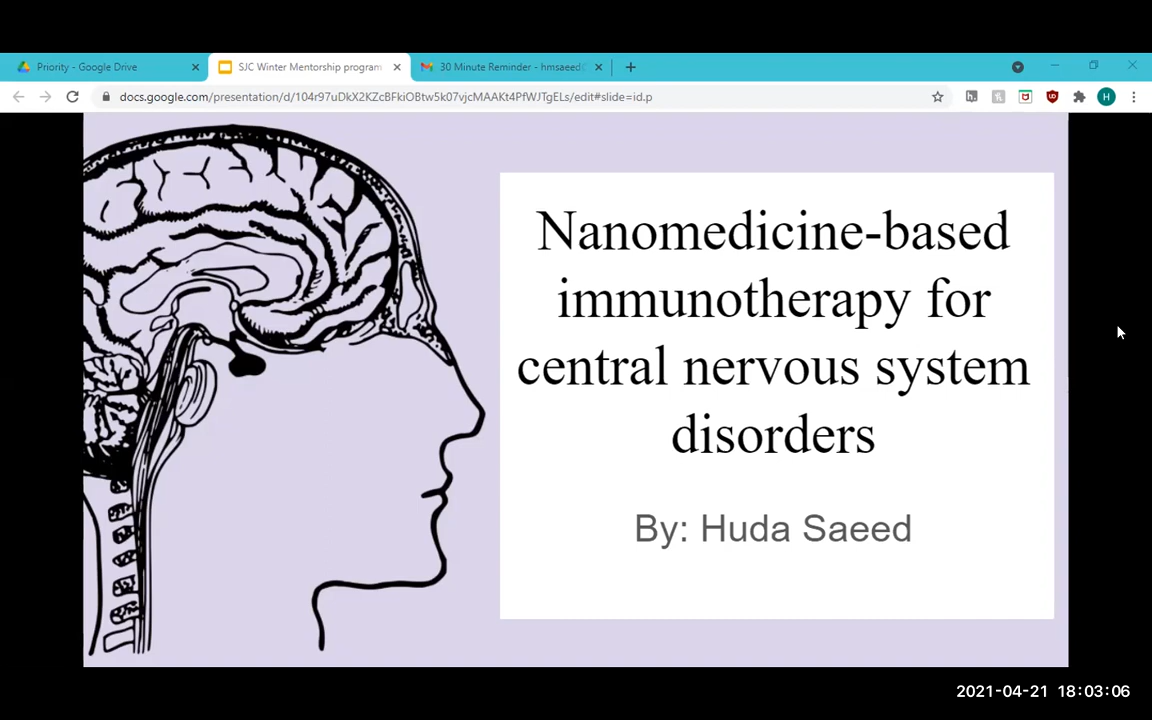 Priority - Google Drive
SJC Winter Mentorship program
30 Minute Reminder - hmsaeed
docs.google.com/presentation/d/104r97uDkX2KZcBFkiOBtw5k07vjcMAAKt4PfWJTgELs/edit#slide=id.p
H
Nanomedicine-based
immunotherapy for
central nervous system
disorders
By: Huda Saeed
2021-04-21 18:03:06